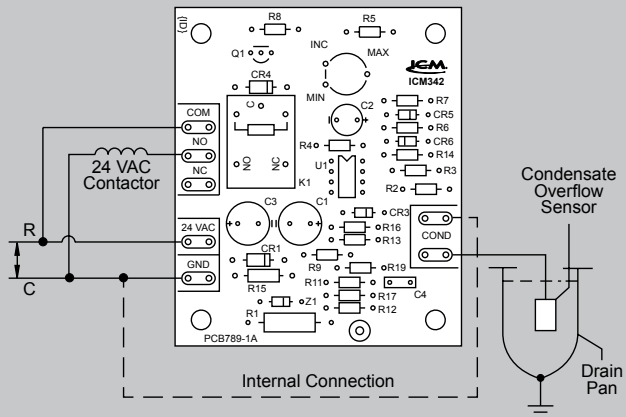 (ID)
R8
R5
Q1
INC
MAX
MIN
ICM
ICM342
CR4
COM
NO
NC
C
NO
NC
K1
C2
R4
U1
R7
CR5
R6
CR6
R14
R3
R2
24 VAC
Contactor
R
C
24 VAC
GND
C3
C1
CR3
R16
R13
COND
CR1
R15
R9
R19
R11
R17
R12
C4
Z1
R1
PCB789-1A
Condensate
Overflow
Sensor
Drain
Pan
Internal Connection